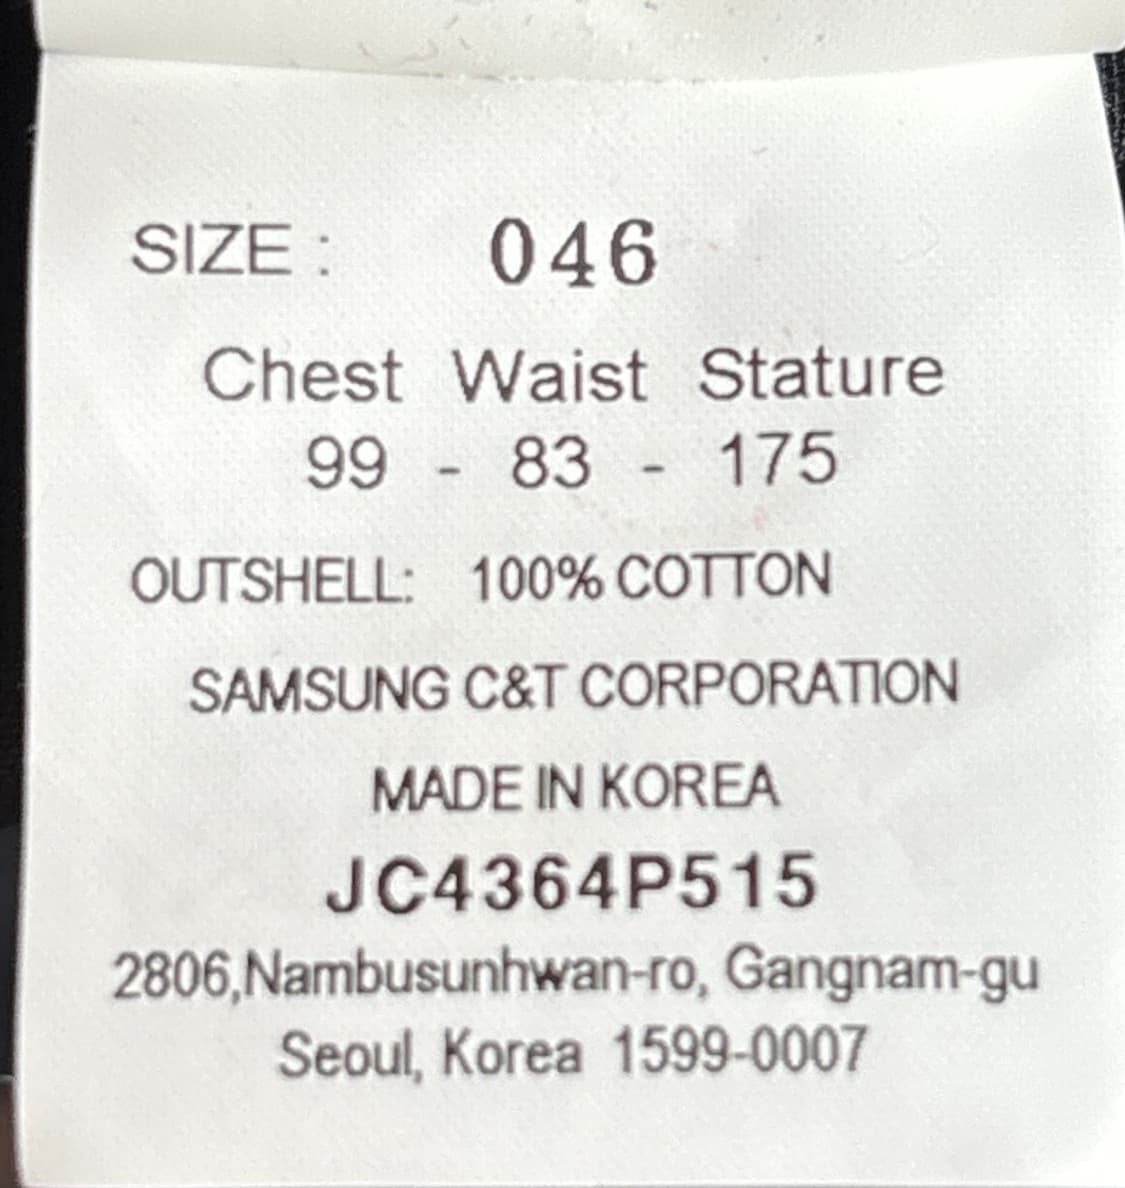 SIZE : 046
Chest Waist Stature
99 - 83 - 175
OUTSHELL: 100% COTTON
SAMSUNG C&T CORPORATION
MADE IN KOREA
JC4364P515
2806,Nambusunhwan-ro, Gangnam-gu
Seoul, Korea 1599-0007